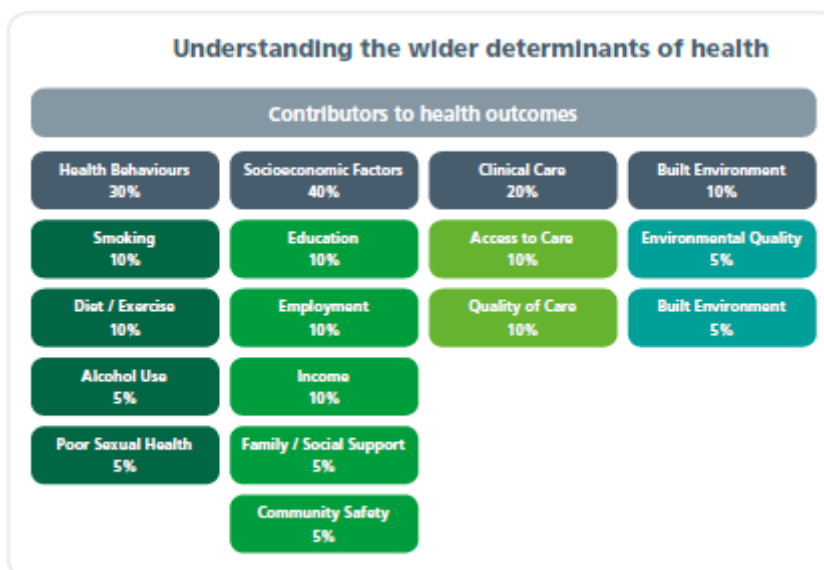 Understanding the wider determinants of health
Contributors to health outcomes
Health Behaviours
30%
Smoking
10%
Diet / Exercise
10%
Alcohol Use
5%
Poor Sexual Health
5%
Socioeconomic Factors
40%
Education
10%
Employment
10%
Income
10%
Family / Social Support
5%
Community Safety
5%
Clinical Care
20%
Access to Care
10%
Quality of Care
10%
Built Environment
10%
Environmental Quality
5%
Built Environment
5%